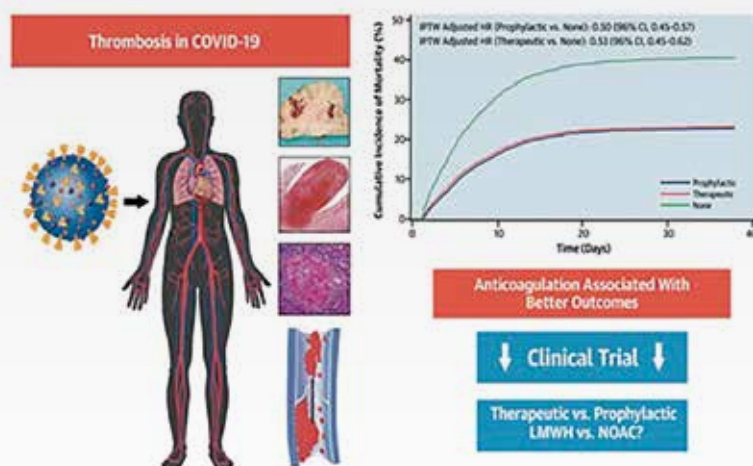 Thrombosis in COVID-19
IPTW Adjusted HR (Prophylactic vs. None): 0.50 (96% CI, 0.45-0.57)
IPTW Adjusted HR (Therapeutic vs. None): 0.53 (96% CI, 0.45-0.62)
Cumulative Incidence of Mortality (%)
50
40
30
20
10
0
Prophylactic
Therapeutic
None
0
10
20
30
40
Time (Days)
Anticoagulation Associated With
Better Outcomes
Clinical Trial
Therapeutic vs. Prophylactic
LMWH vs. NOAC?